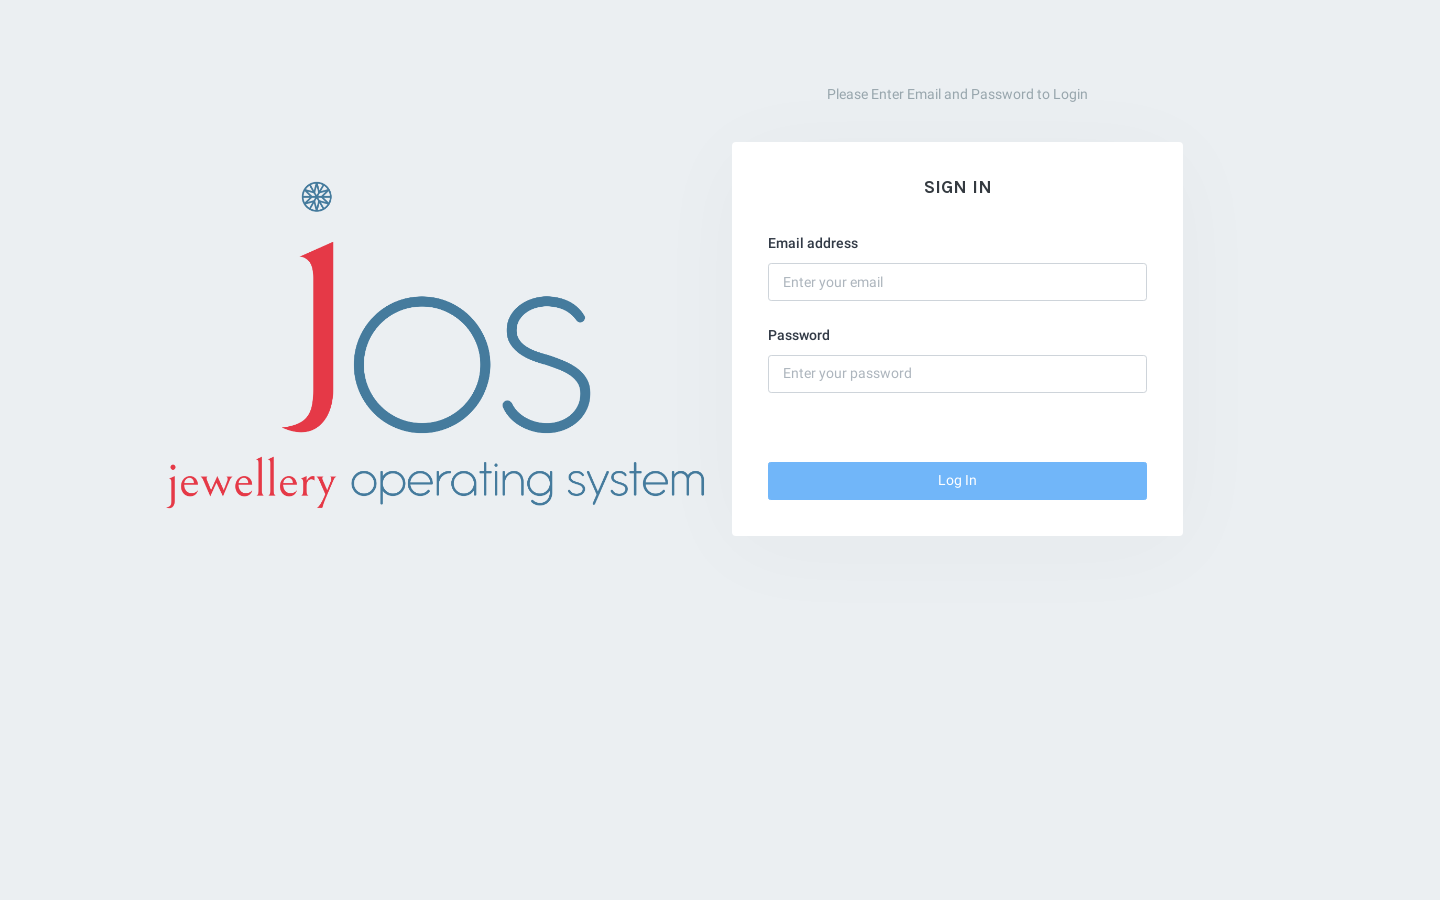 jos
jewellery operating system
Please Enter Email and Password to Login
SIGN IN
Email address
Enter your email
Password
Enter your password
Log In